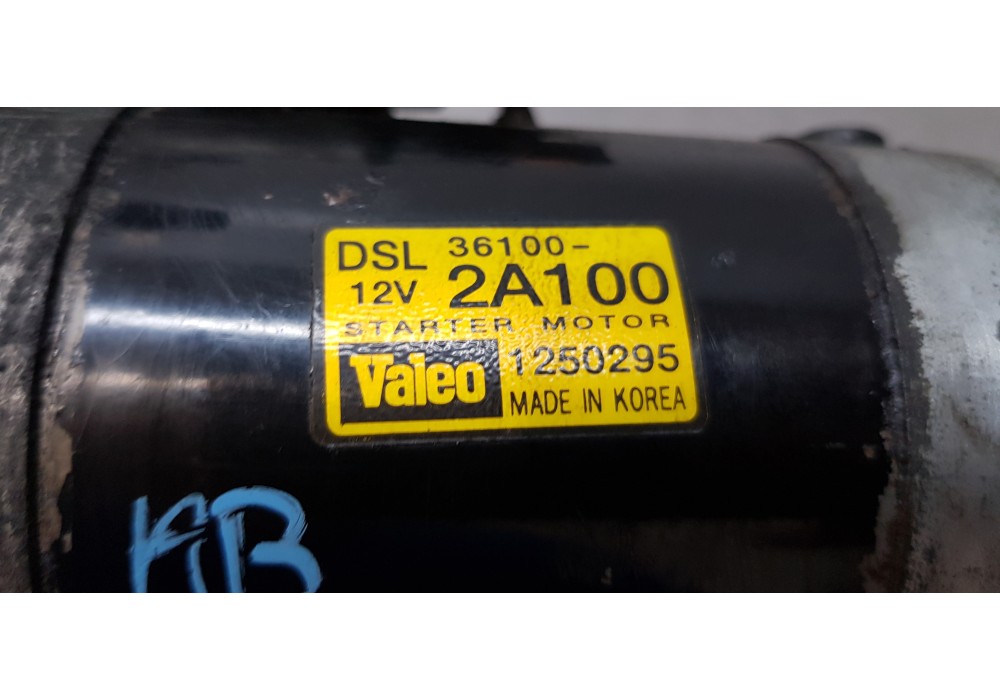 DSL 36100-
12V 2A100
STARTER MOTOR
Valeo 1250295
MADE IN KOREA
KB